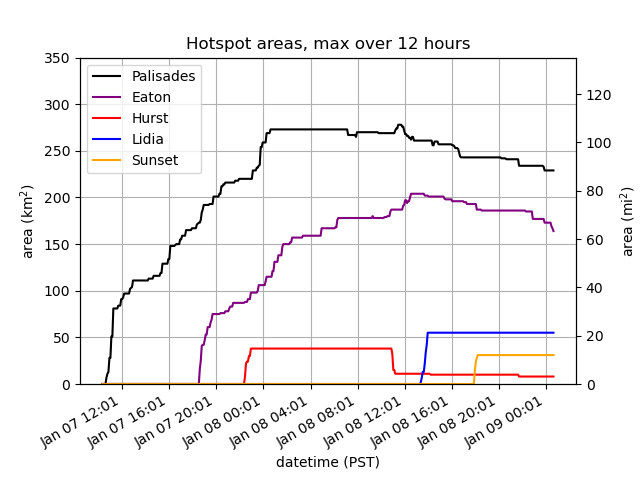 Hotspot areas, max over 12 hours
350
300
250
200
150
100
50
0
area (km²)
Palisades
Eaton
Hurst
Lidia
Sunset
120
100
80
60
40
20
0
area (mi²)
Jan 07 12:01
Jan 07 16:01
Jan 07 20:01
Jan 08 00:01
Jan 08 04:01
Jan 08 08:01
Jan 08 12:01
Jan 08 16:01
Jan 08 20:01
Jan 09 00:01
datetime (PST)